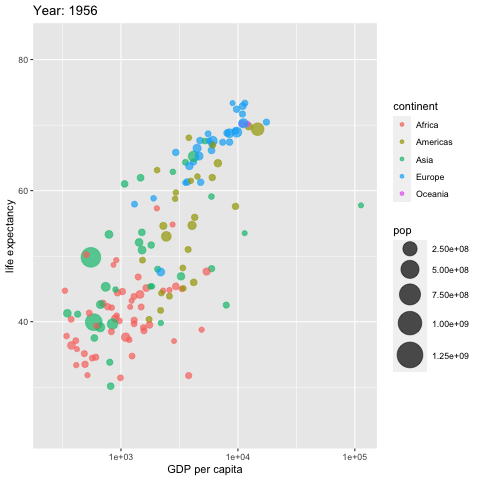 Year: 1956
life expectancy
80
60
40
1e+03
1e+04
1e+05
GDP per capita
continent
Africa
Americas
Asia
Europe
Oceania
pop
2.50e+08
5.00e+08
7.50e+08
1.00e+09
1.25e+09